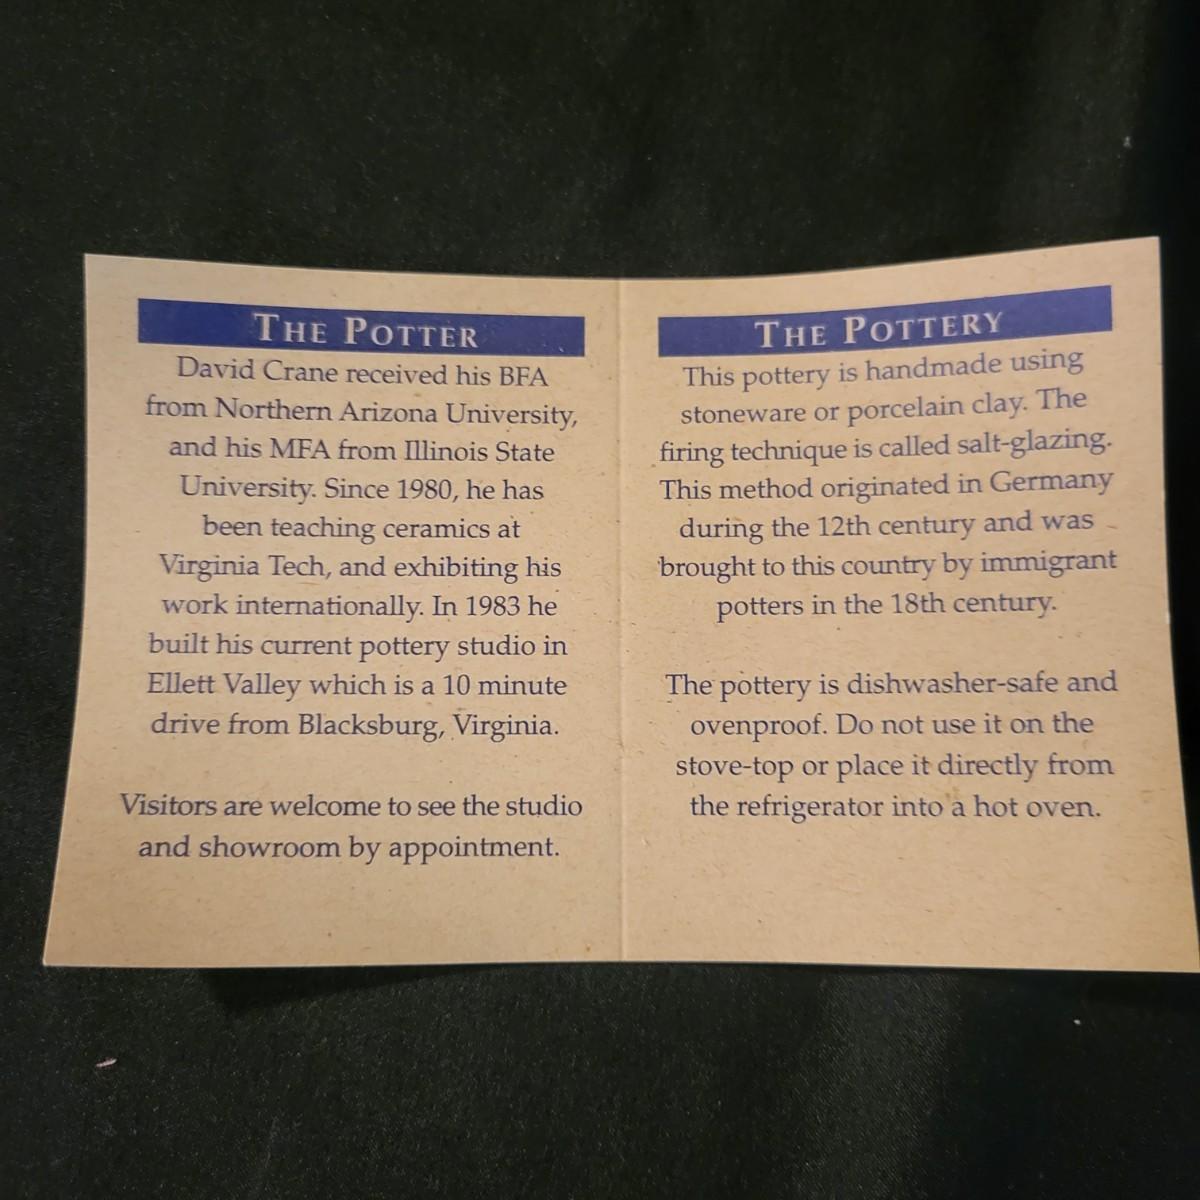 THE POTTER
David Crane received his BFA
from Northern Arizona University,
and his MFA from Illinois State
University. Since 1980, he has
been teaching ceramics at
Virginia Tech, and exhibiting his
work internationally. In 1983 he
built his current pottery studio in
Ellett Valley which is a 10 minute
drive from Blacksburg, Virginia.
Visitors are welcome to see the studio
and showroom by appointment.
THE POTTERY
This pottery is handmade using
stoneware or porcelain clay. The
firing technique is called salt-glazing.
This method originated in Germany
during the 12th century and was
brought to this country by immigrant
potters in the 18th century.
The pottery is dishwasher-safe and
ovenproof. Do not use it on the
stove-top or place it directly from
the refrigerator into a hot oven.